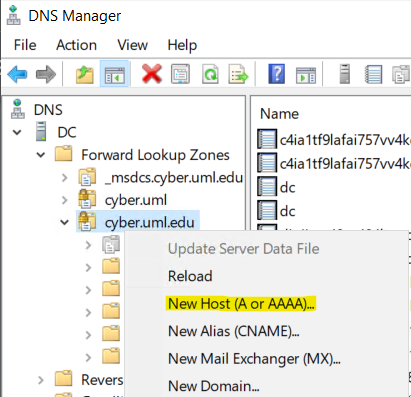 DNS Manager
File Action View Help
DNS
DC
Forward Lookup Zones
_msdcs.cyber.uml.edu
cyber.uml
cyber.uml.edu
Revers
Name
c4ia1tf9lafai757vv4k
c4ia1tf9lafai757vv4k
dc
dc
Update Server Data File
Reload
New Host (A or AAAA)...
New Alias (CNAME)...
New Mail Exchanger (MX)...
New Domain...